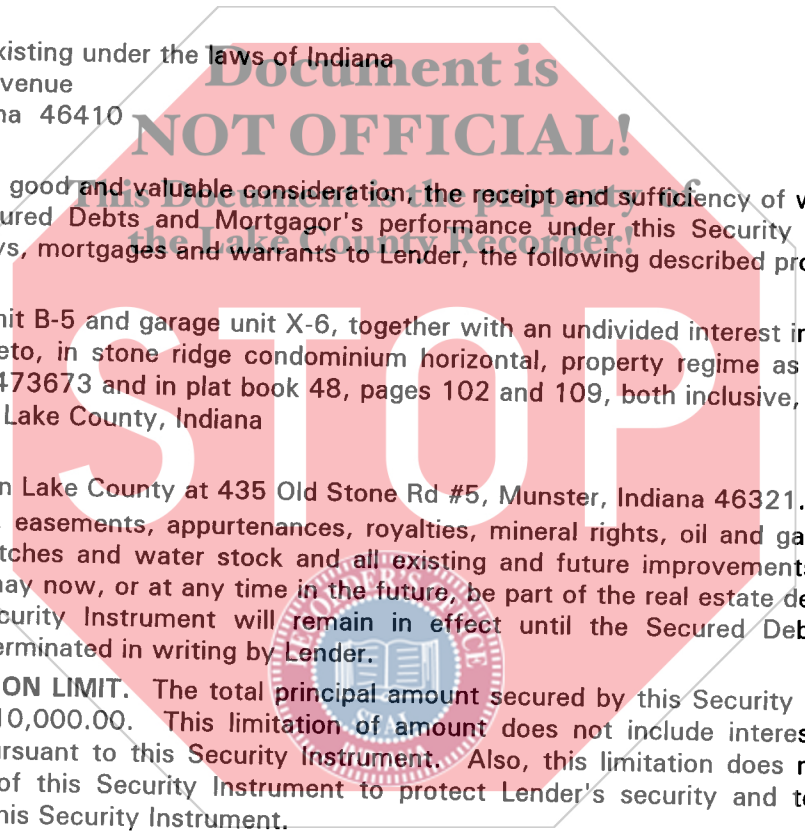 xisting under the laws of Indiana
Document is
venue
na 46410
NOT OFFICIAL!
good and valuable consideration, the receipt and sufficiency of v
This Document is the property of
ured Debts and Mortgagor's performance under this Security
the Lake County Recorder!
ys, mortgages and warrants to Lender, the following described pro
nit B-5 and garage unit X-6, together with an undivided interest in
eto, in stone ridge condominium horizontal, property regime as
473673 and in plat book 48, pages 102 and 109, both inclusive,
Lake County, Indiana
STOP
n Lake County at 435 Old Stone Rd #5, Munster, Indiana 46321.
easements, appurtenances, royalties, mineral rights, oil and ga
tches and water stock and all existing and future improvements
may now, or at any time in the future, be part of the real estate de
curity Instrument will remain in effect until the Secured Deb
erminated in writing by Lender.
RECORDER'S OFFICE
SEAL
INDIANA
ON LIMIT. The total principal amount secured by this Security
10,000.00. This limitation of amount does not include interes
ursuant to this Security Instrument. Also, this limitation does n
of this Security Instrument to protect Lender's security and to
his Security Instrument.